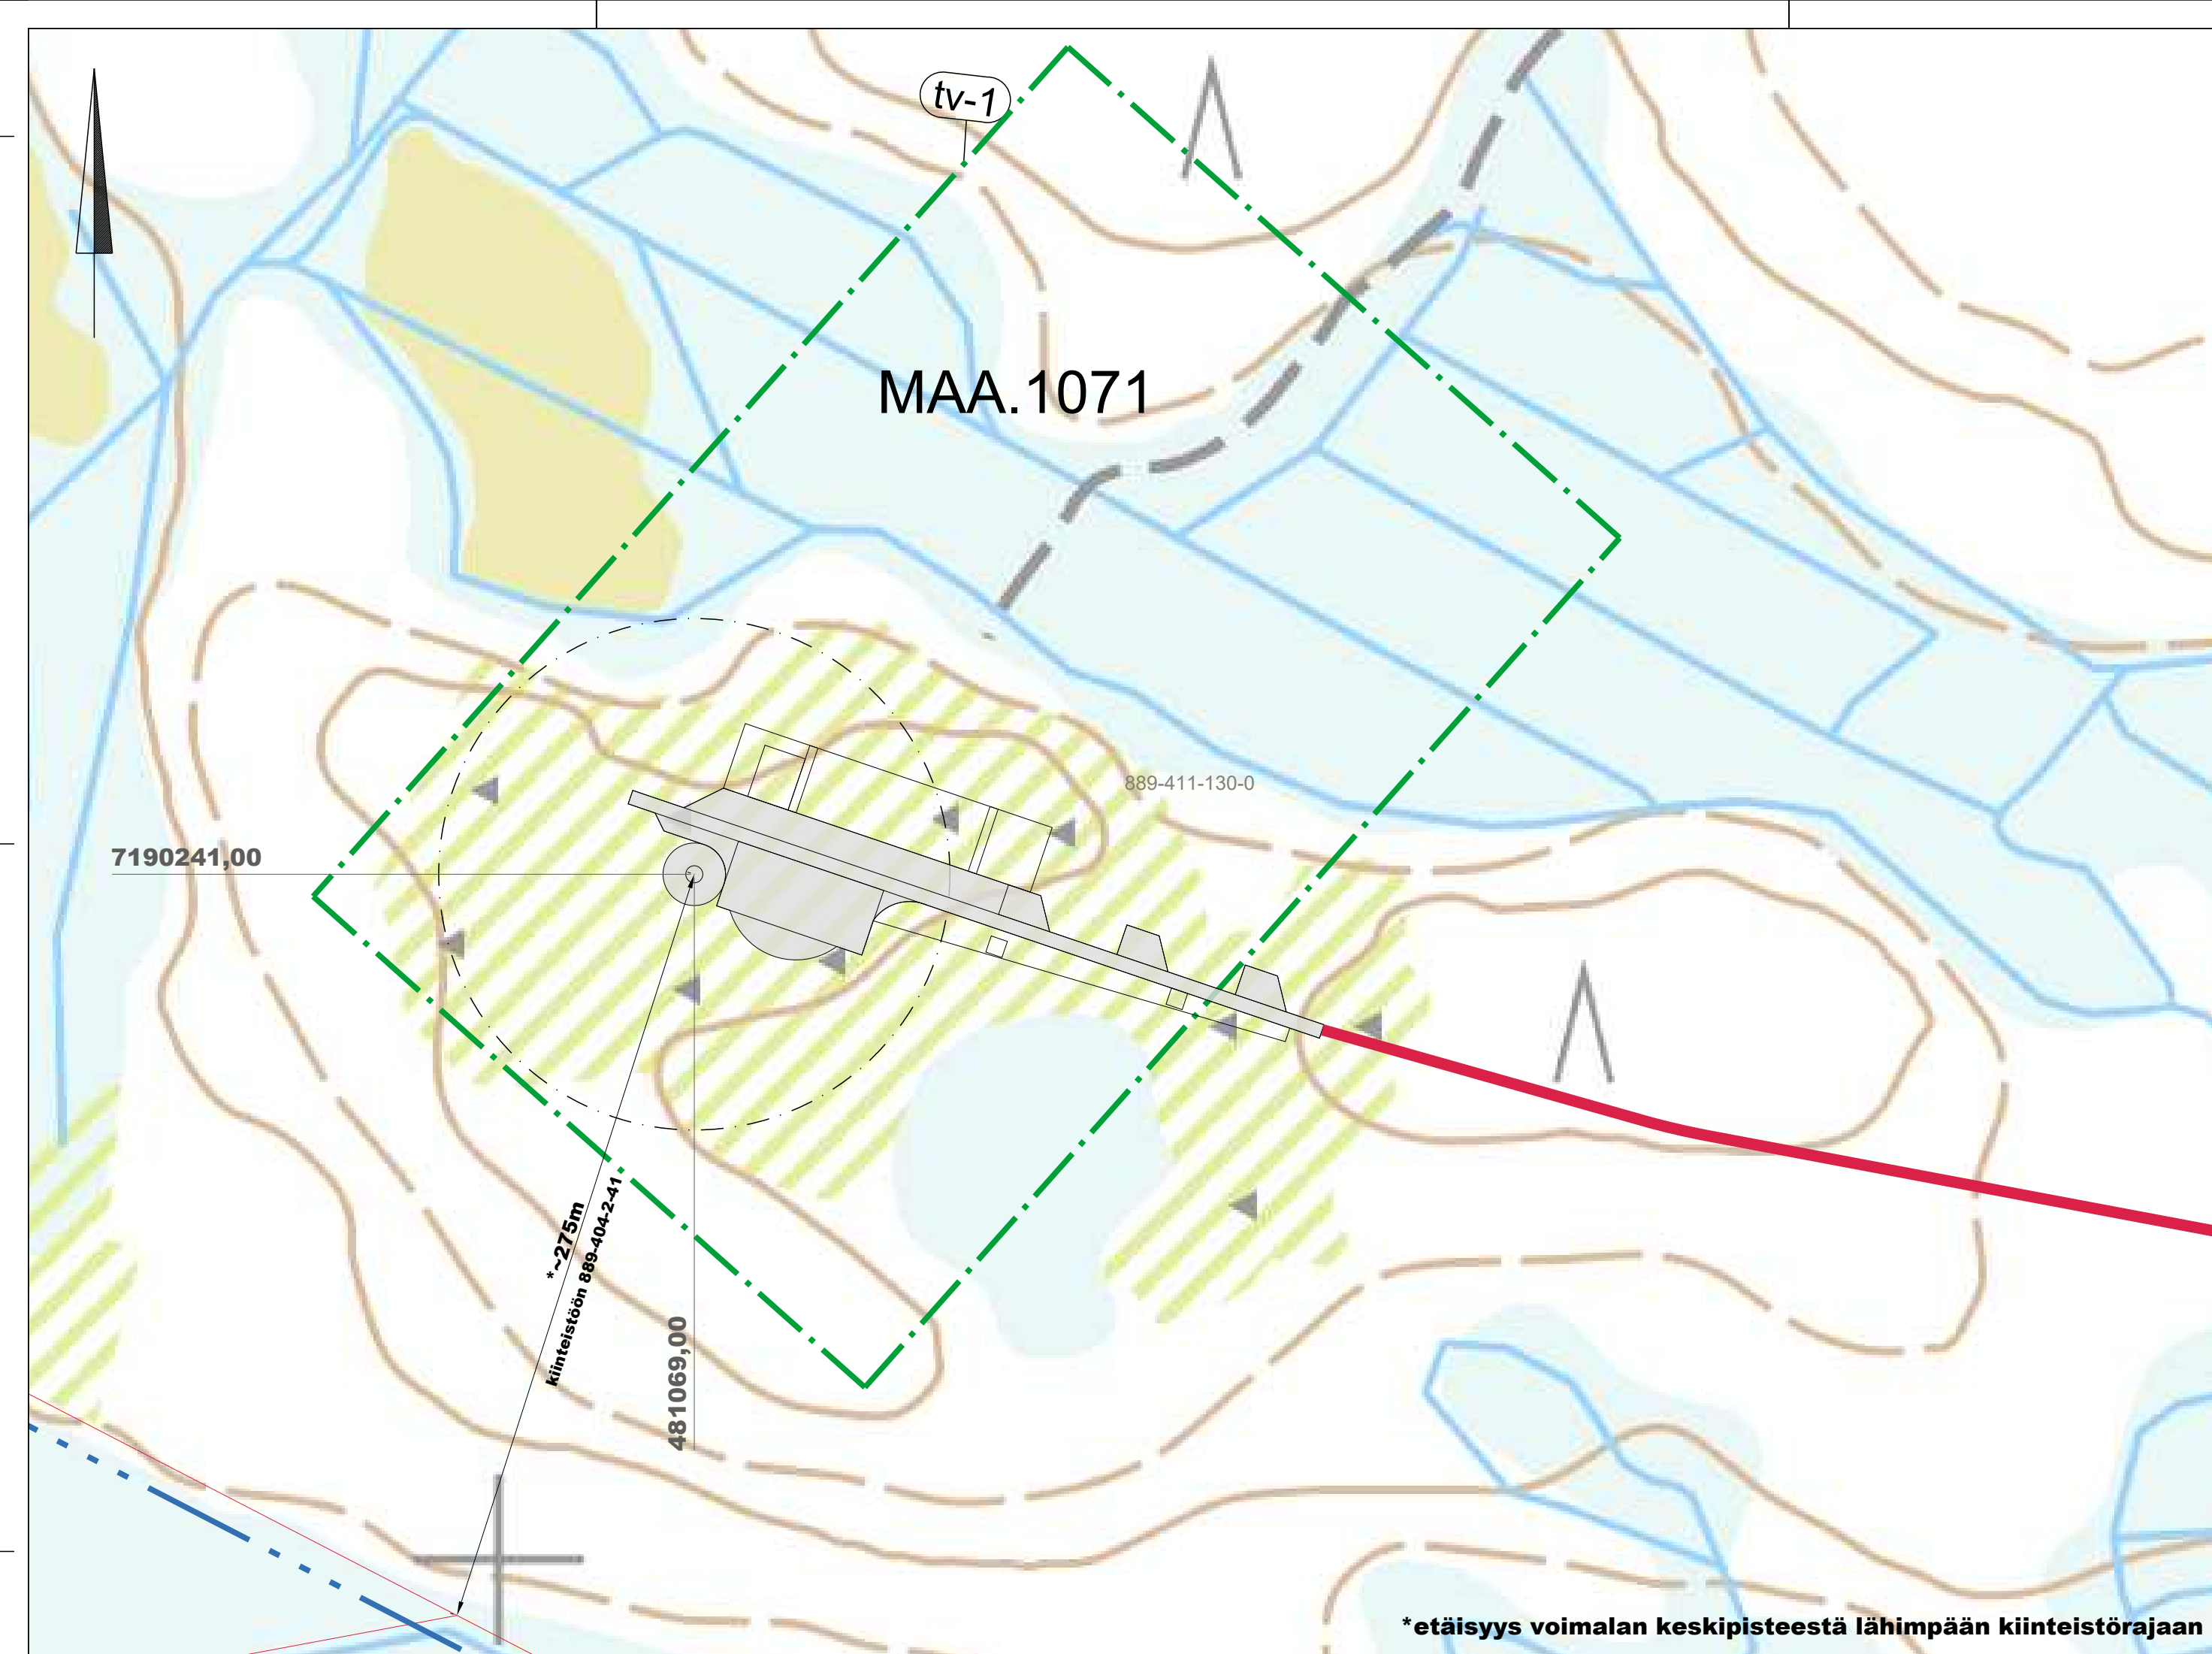 tv-1
MAA.1071
889-411-130-0
7190241,00
*~275m
kiinteistöön 889-404-2-41
481069,00
*etäisyys voimalan keskipisteestä lähimpään kiinteistörajaan